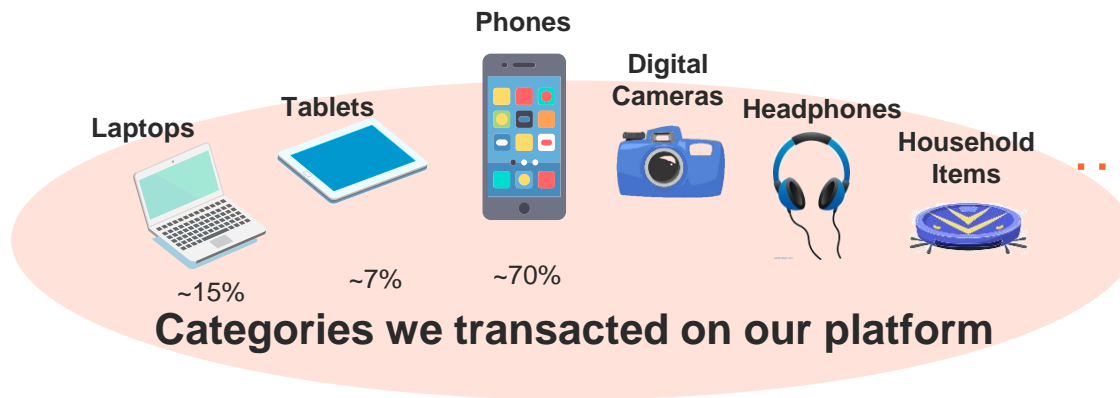 Phones
Digital
Cameras
Tablets
Headphones
Laptops
Household
Items
~15%
~7%
~70%
Categories we transacted on our platform